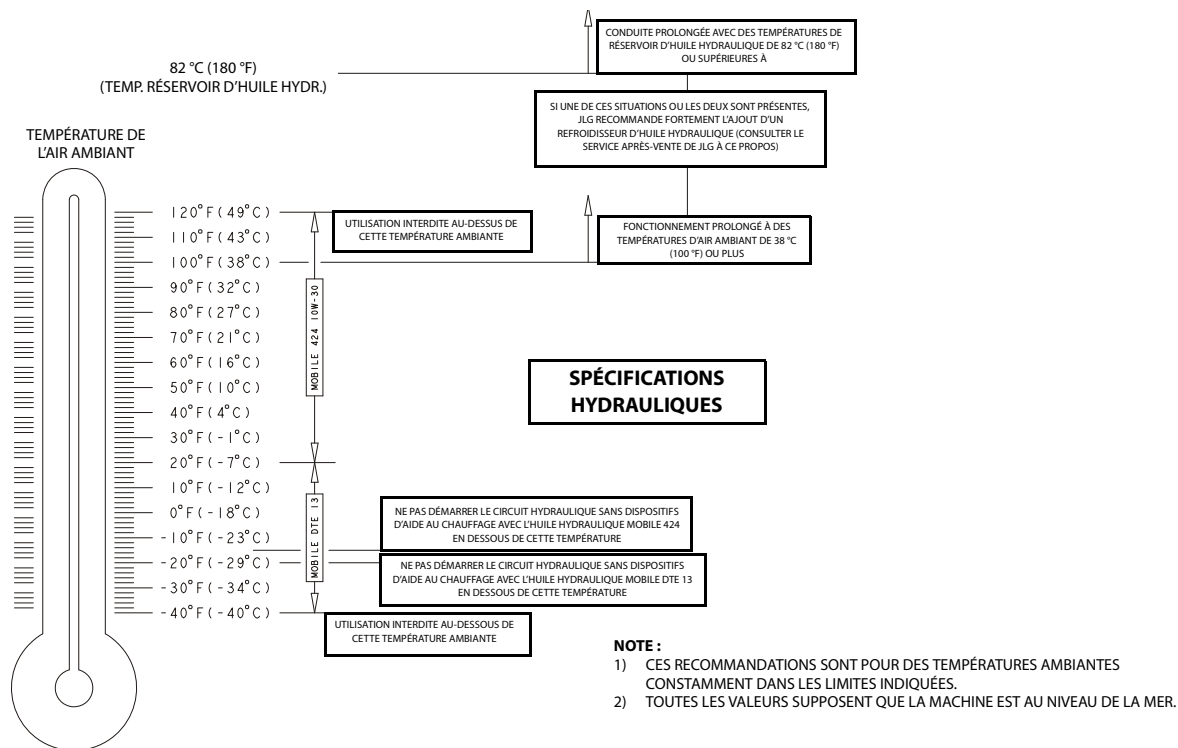 CONDUITE PROLONGÉE AVEC DES TEMPÉRATURES DE
RÉSERVOIR D'HUILE HYDRAULIQUE DE 82 °C (180 °F)
OU SUPÉRIEURES À
82 °C (180 °F)
(TEMP. RÉSERVOIR D'HUILE HYDR.)
SI UNE DE CES SITUATIONS OU LES DEUX SONT PRÉSENTES,
JLG RECOMMANDE FORTEMENT L'AJOUT D'UN
REFROIDISSEUR D'HUILE HYDRAULIQUE (CONSULTER LE
SERVICE APRÈS-VENTE DE JLG À CE PROPOS)
TEMPÉRATURE DE
L'AIR AMBIANT
120°F(49°C)
110°F(43°C)
100°F(38°C)
90°F(32°C)
80°F(27°C)
70°F(21°C)
60°F(16°C)
50°F(10°C)
40°F(4°C)
30°F(-1°C)
20°F(-7°C)
10°F(-12°C)
0°F(-18°C)
-10°F(-23°C)
-20°F(-29°C)
-30°F(-34°C)
-40°F(-40°C)
MOBILE 424 10W-30
MOBILE DTE 13
UTILISATION INTERDITE AU-DESSUS DE
CETTE TEMPÉRATURE AMBIANTE
FONCTIONNEMENT PROLONGÉ À DES
TEMPÉRATURES D'AIR AMBIANT DE 38 °C
(100 °F) OU PLUS
SPÉCIFICATIONS
HYDRAULIQUES
NE PAS DÉMARRER LE CIRCUIT HYDRAULIQUE SANS DISPOSITIFS
D'AIDE AU CHAUFFAGE AVEC L'HUILE HYDRAULIQUE MOBILE 424
EN DESSOUS DE CETTE TEMPÉRATURE
NE PAS DÉMARRER LE CIRCUIT HYDRAULIQUE SANS DISPOSITIFS
D'AIDE AU CHAUFFAGE AVEC L'HUILE HYDRAULIQUE MOBILE DTE 13
EN DESSOUS DE CETTE TEMPÉRATURE
UTILISATION INTERDITE AU-DESSOUS DE
CETTE TEMPÉRATURE AMBIANTE
NOTE :
1) CES RECOMMANDATIONS SONT POUR DES TEMPÉRATURES AMBIANTES
CONSTAMMENT DANS LES LIMITES INDIQUÉES.
2) TOUTES LES VALEURS SUPPOSENT QUE LA MACHINE EST AU NIVEAU DE LA MER.